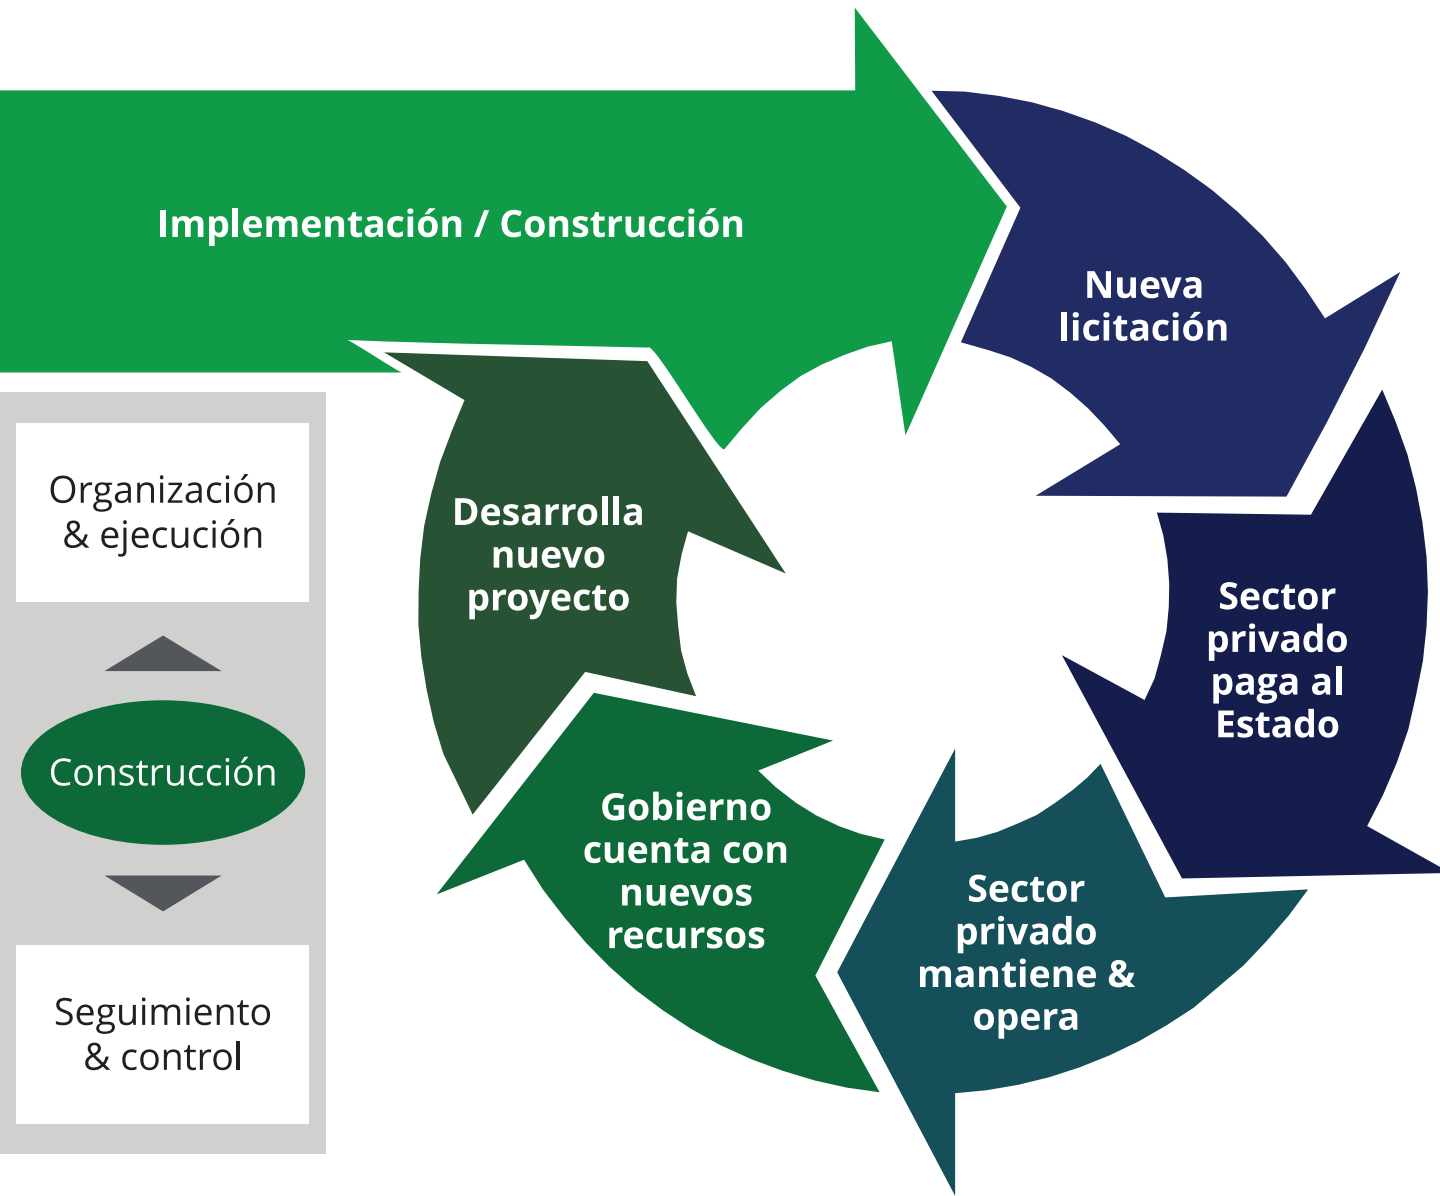 Implementación / Construcción
Nueva
licitación
Sector
privado
paga al
Estado
Sector
privado
mantiene &
opera
Gobierno
cuenta con
nuevos
recursos
Desarrolla
nuevo
proyecto
Organización
& ejecución
Construcción
Seguimiento
& control